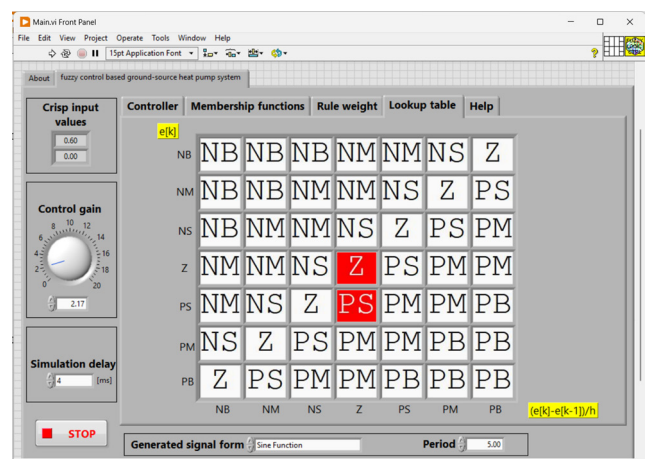 Main.vi Front Panel
File Edit View Project Operate Tools Window Help
15pt Application Font
About fuzzy control based ground-source heat pump system
Crisp input values
0.60
0.00
Controller Membership functions Rule weight Lookup table Help
e[k]
NB NB NB NB NM NM NS Z
NM NB NB NM NM NS Z PS
NS NB NM NM NS Z PS PM
Z NM NM NS Z PS PM PM
PS NM NS Z PS PM PM PB
PM NS Z PS PM PM PB PB
PB Z PS PM PM PB PB PB
NB NM NS Z PS PM PB (e[k]-e[k-1])/h
Control gain
0 2 4 6 8 10 12 14 16 18 20
2.17
Simulation delay
4 [ms]
STOP
Generated signal form Sine Function Period 5.00